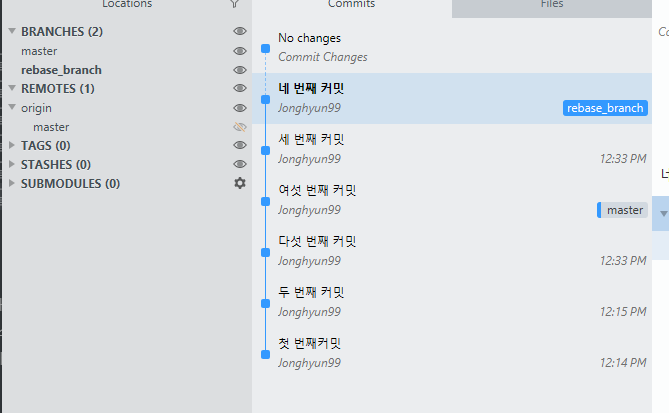 Locations
Commits
Files
BRANCHES (2)
master
rebase_branch
REMOTES (1)
origin
master
TAGS (0)
STASHES (0)
SUBMODULES (0)
No changes
Commit Changes
네 번째 커밋
Jonghyun99
rebase_branch
세 번째 커밋
Jonghyun99
12:33 PM
여섯 번째 커밋
Jonghyun99
master
다섯 번째 커밋
Jonghyun99
12:33 PM
두 번째 커밋
Jonghyun99
12:15 PM
첫 번째커밋
Jonghyun99
12:14 PM